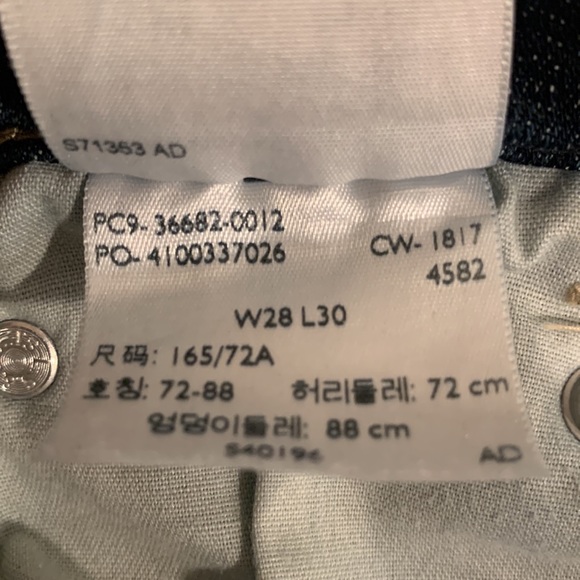 S71353 AD
PC9- 36682-0012
PO- 4100337026
CW- 1817
4582
W28 L30
尺码: 165/72A
호칭: 72-88 허리둘레: 72 cm
엉덩이둘레: 88 cm
S40196 AD